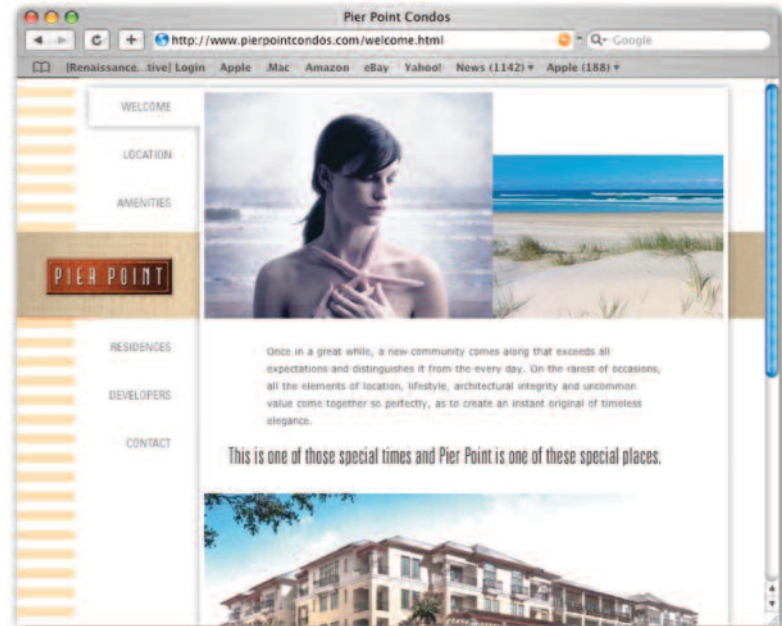 Pier Point Condos
http://www.pierpointcondos.com/welcome.html
Google
[Renaissance...tive] Login Apple .Mac Amazon eBay Yahoo! News (1142) Apple (188)
WELCOME
LOCATION
AMENITIES
PIER POINT
RESIDENCES
DEVELOPERS
CONTACT
Once in a great while, a new community comes along that exceeds all
expectations and distinguishes it from the every day. On the rarest of occasions,
all the elements of location, lifestyle, architectural integrity and uncommon
value come together so perfectly, as to create an instant original of timeless
elegance.
This is one of those special times and Pier Point is one of these special places.